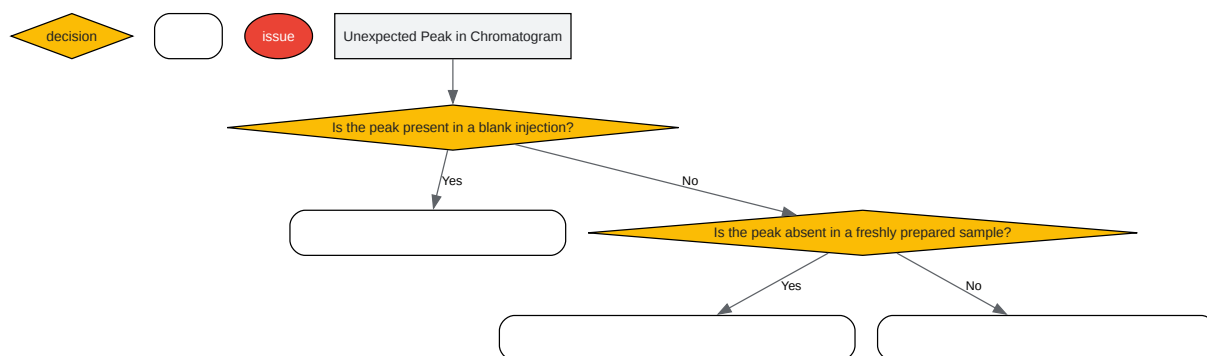 decision
issue
Unexpected Peak in Chromatogram
Is the peak present in a blank injection?
Yes
No
Is the peak absent in a freshly prepared sample?
Yes
No